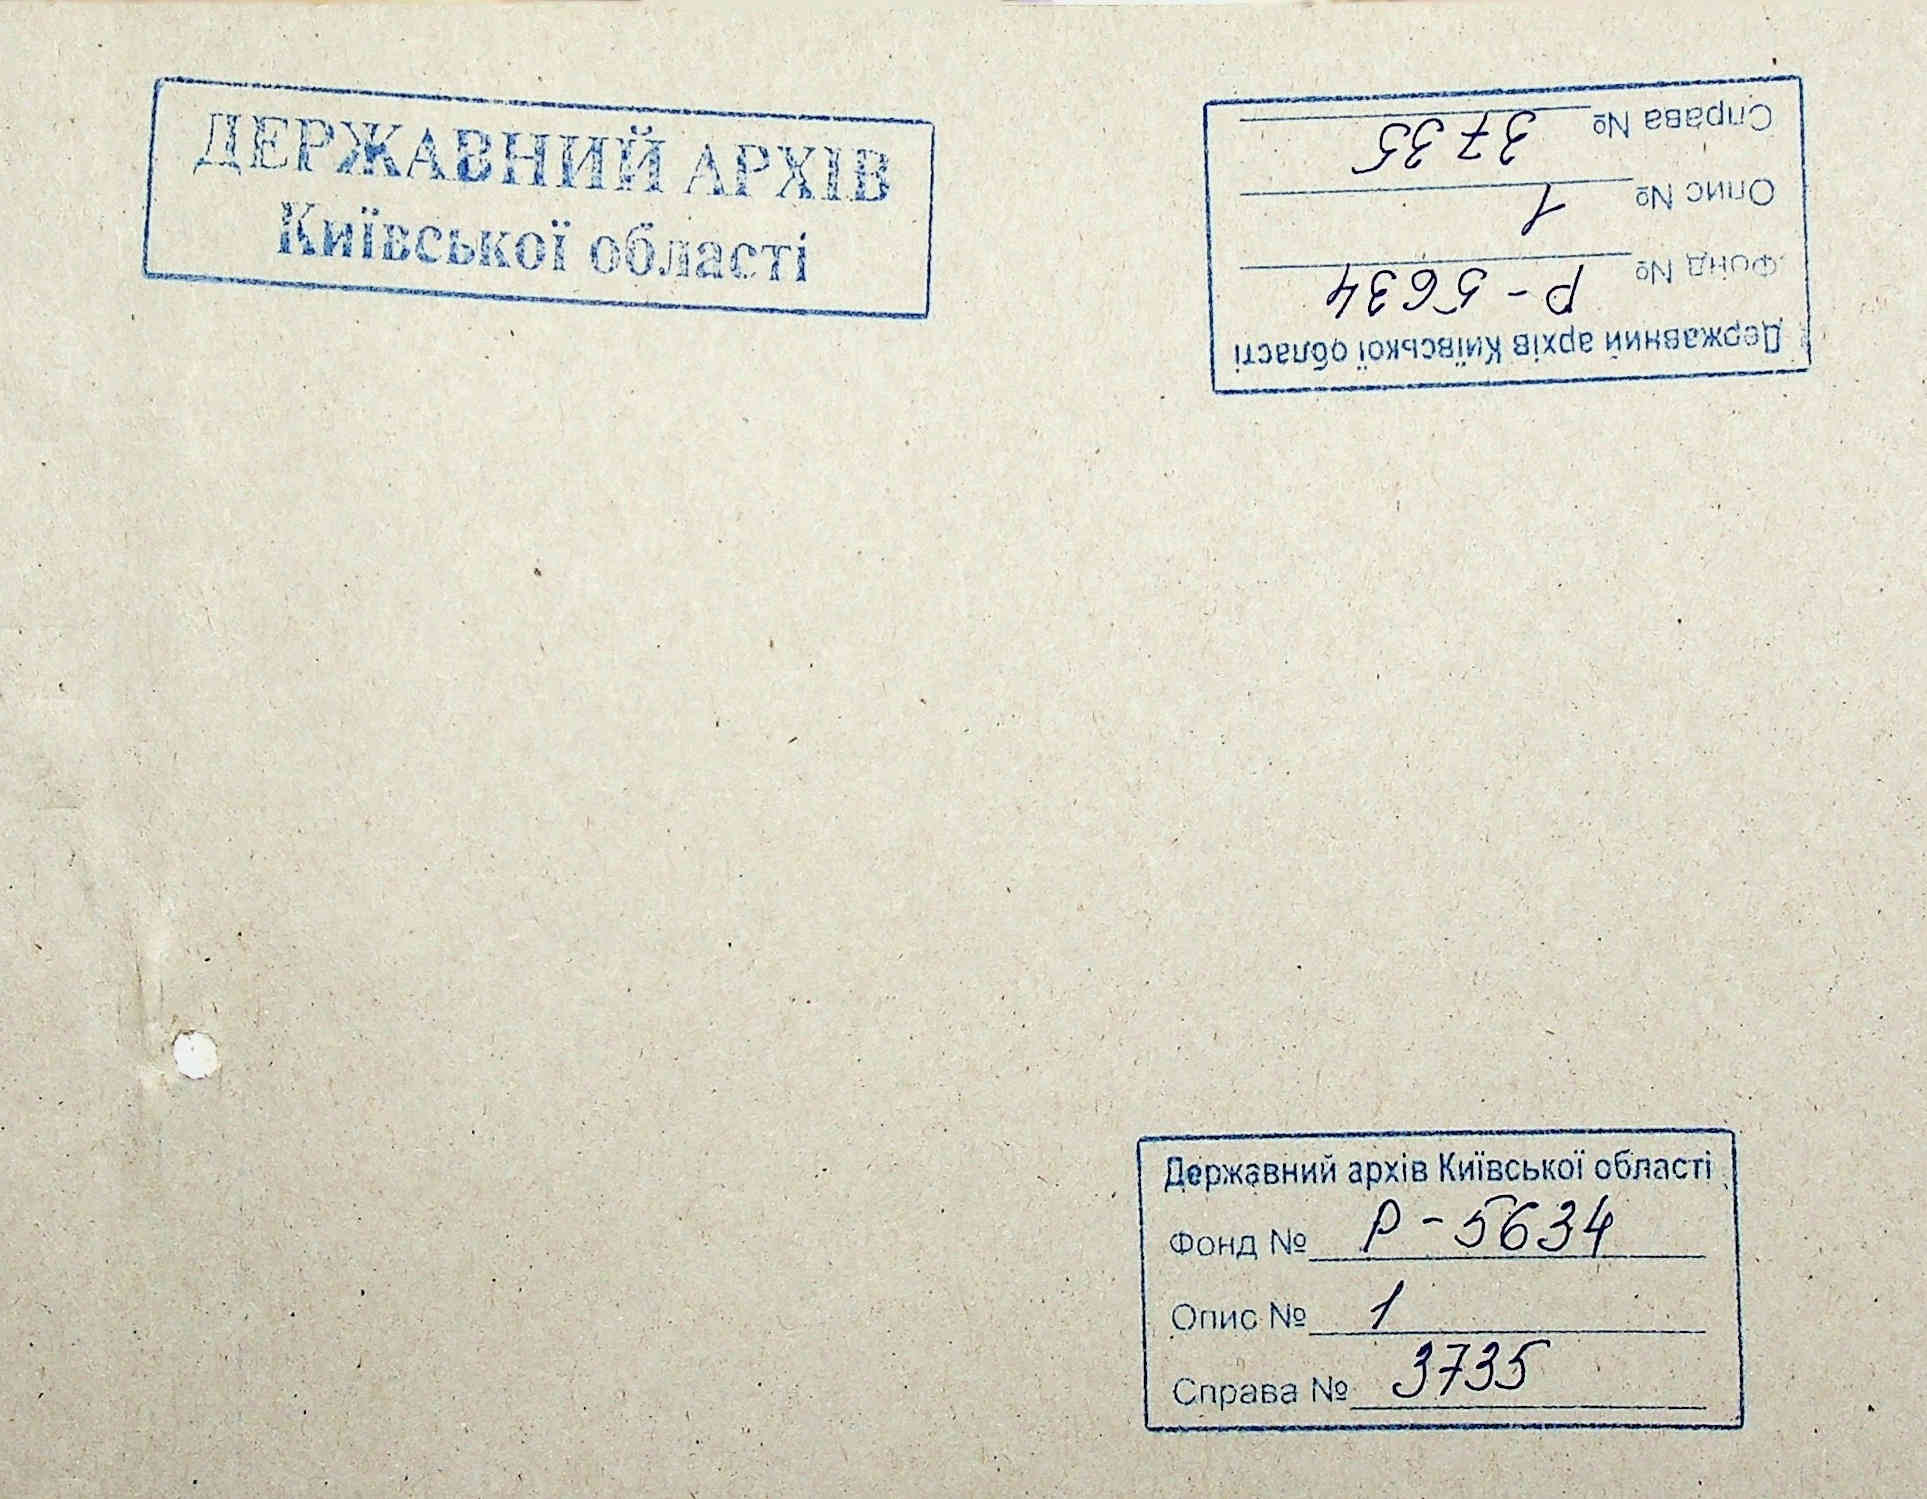 ДЕРЖАВНИЙ АРХІВ
Київської області
Державний архів Київської області
Фонд № Р-5634
Опис № 1
Справа № 3735
Державний архів Київської області
Фонд № Р-5634
Опис № 1
Справа № 3735